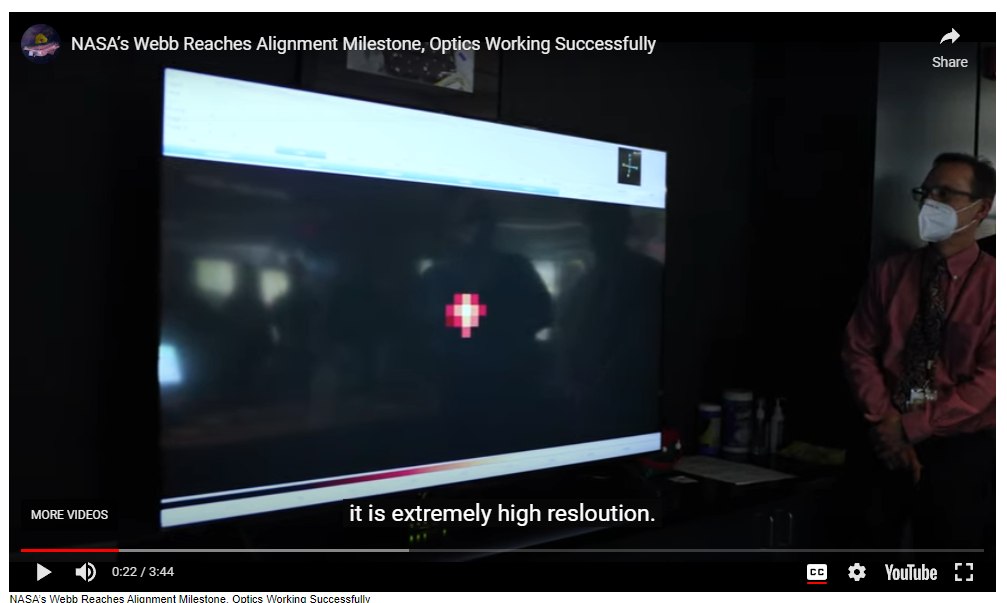 NASA's Webb Reaches Alignment Milestone, Optics Working Successfully
Share
it is extremely high resloution.
MORE VIDEOS
0:22 / 3:44
CC
YouTube
NASA's Webb Reaches Alignment Milestone, Optics Working Successfully